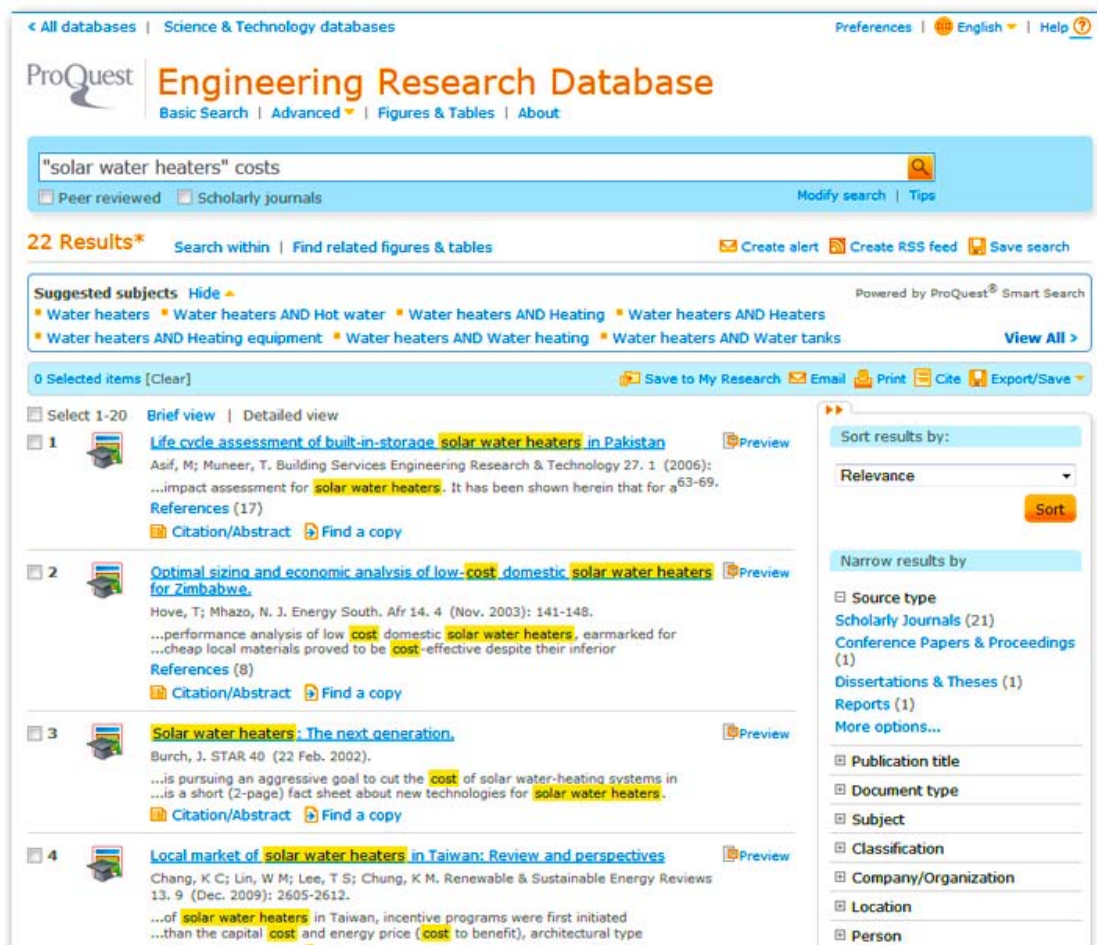 < All databases | Science & Technology databases
Preferences | English | Help ?
ProQuest
Engineering Research Database
Basic Search | Advanced | Figures & Tables | About
"solar water heaters" costs
Peer reviewed Scholarly journals
Modify search | Tips
22 Results* Search within | Find related figures & tables
Create alert Create RSS feed Save search
Suggested subjects Hide
Powered by ProQuest® Smart Search
Water heaters Water heaters AND Hot water Water heaters AND Heating Water heaters AND Heaters
Water heaters AND Heating equipment Water heaters AND Water heating Water heaters AND Water tanks View All >
0 Selected items [Clear]
Save to My Research Email Print Cite Export/Save
Select 1-20 Brief view | Detailed view
1 Life cycle assessment of built-in-storage solar water heaters in Pakistan Preview
Asif, M; Muneer, T. Building Services Engineering Research & Technology 27. 1 (2006):
...impact assessment for solar water heaters. It has been shown herein that for a 63-69.
References (17)
Citation/Abstract Find a copy
2 Optimal sizing and economic analysis of low-cost domestic solar water heaters Preview
for Zimbabwe.
Hove, T; Mhazo, N. J. Energy South. Afr 14. 4 (Nov. 2003): 141-148.
...performance analysis of low cost domestic solar water heaters, earmarked for
...cheap local materials proved to be cost-effective despite their inferior
References (8)
Citation/Abstract Find a copy
3 Solar water heaters: The next generation. Preview
Burch, J. STAR 40 (22 Feb. 2002).
...is pursuing an aggressive goal to cut the cost of solar water-heating systems in
...is a short (2-page) fact sheet about new technologies for solar water heaters.
Citation/Abstract Find a copy
4 Local market of solar water heaters in Taiwan: Review and perspectives Preview
Chang, K C; Lin, W M; Lee, T S; Chung, K M. Renewable & Sustainable Energy Reviews
13. 9 (Dec. 2009): 2605-2612.
...of solar water heaters in Taiwan, incentive programs were first initiated
...than the capital cost and energy price (cost to benefit), architectural type
Sort results by:
Relevance
Sort
Narrow results by
Source type
Scholarly Journals (21)
Conference Papers & Proceedings
(1)
Dissertations & Theses (1)
Reports (1)
More options...
Publication title
Document type
Subject
Classification
Company/Organization
Location
Person